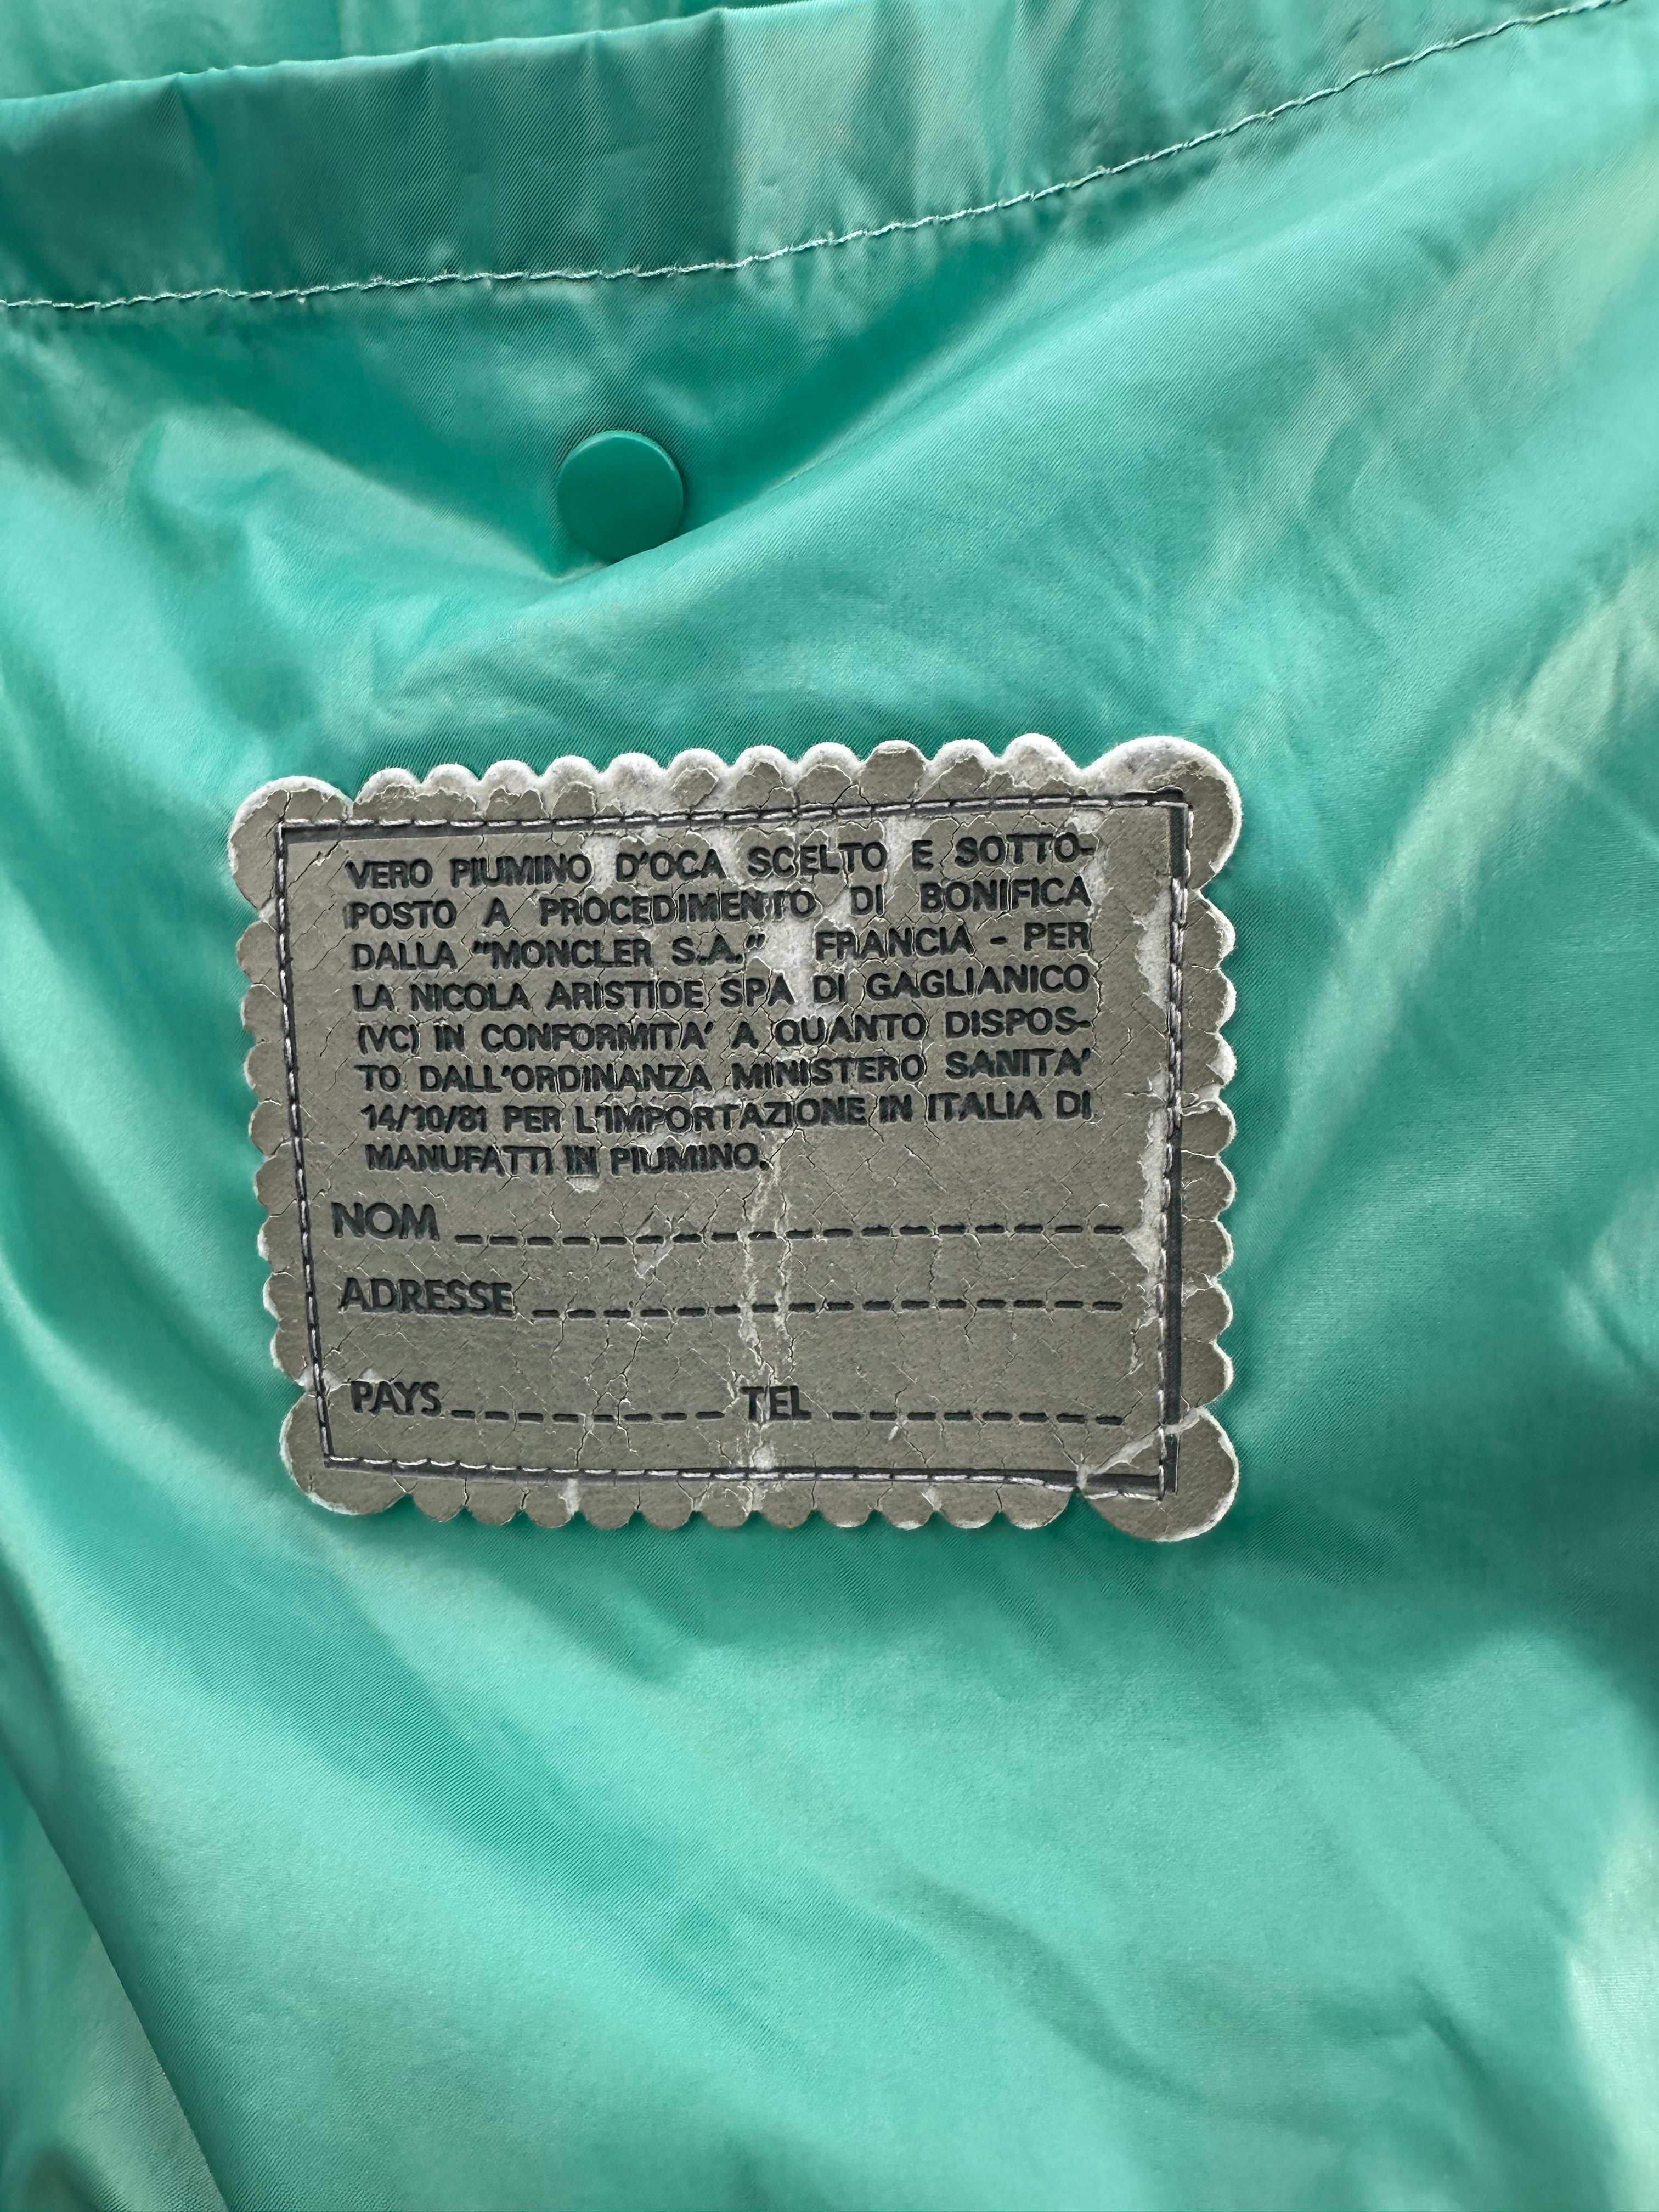 VERO PIUMINO D'OCA SCELTO E SOTTO-
POSTO A PROCEDIMENTO DI BONIFICA
DALLA "MONCLER S.A." FRANCIA - PER
LA NICOLA ARISTIDE SPA DI GAGLIANICO
(VC) IN CONFORMITA' A QUANTO DISPOS-
TO DALL'ORDINANZA MINISTERO SANITA'
14/10/81 PER L'IMPORTAZIONE IN ITALIA DI
MANUFATTI IN PIUMINO.
NOM
ADRESSE
PAYS TEL